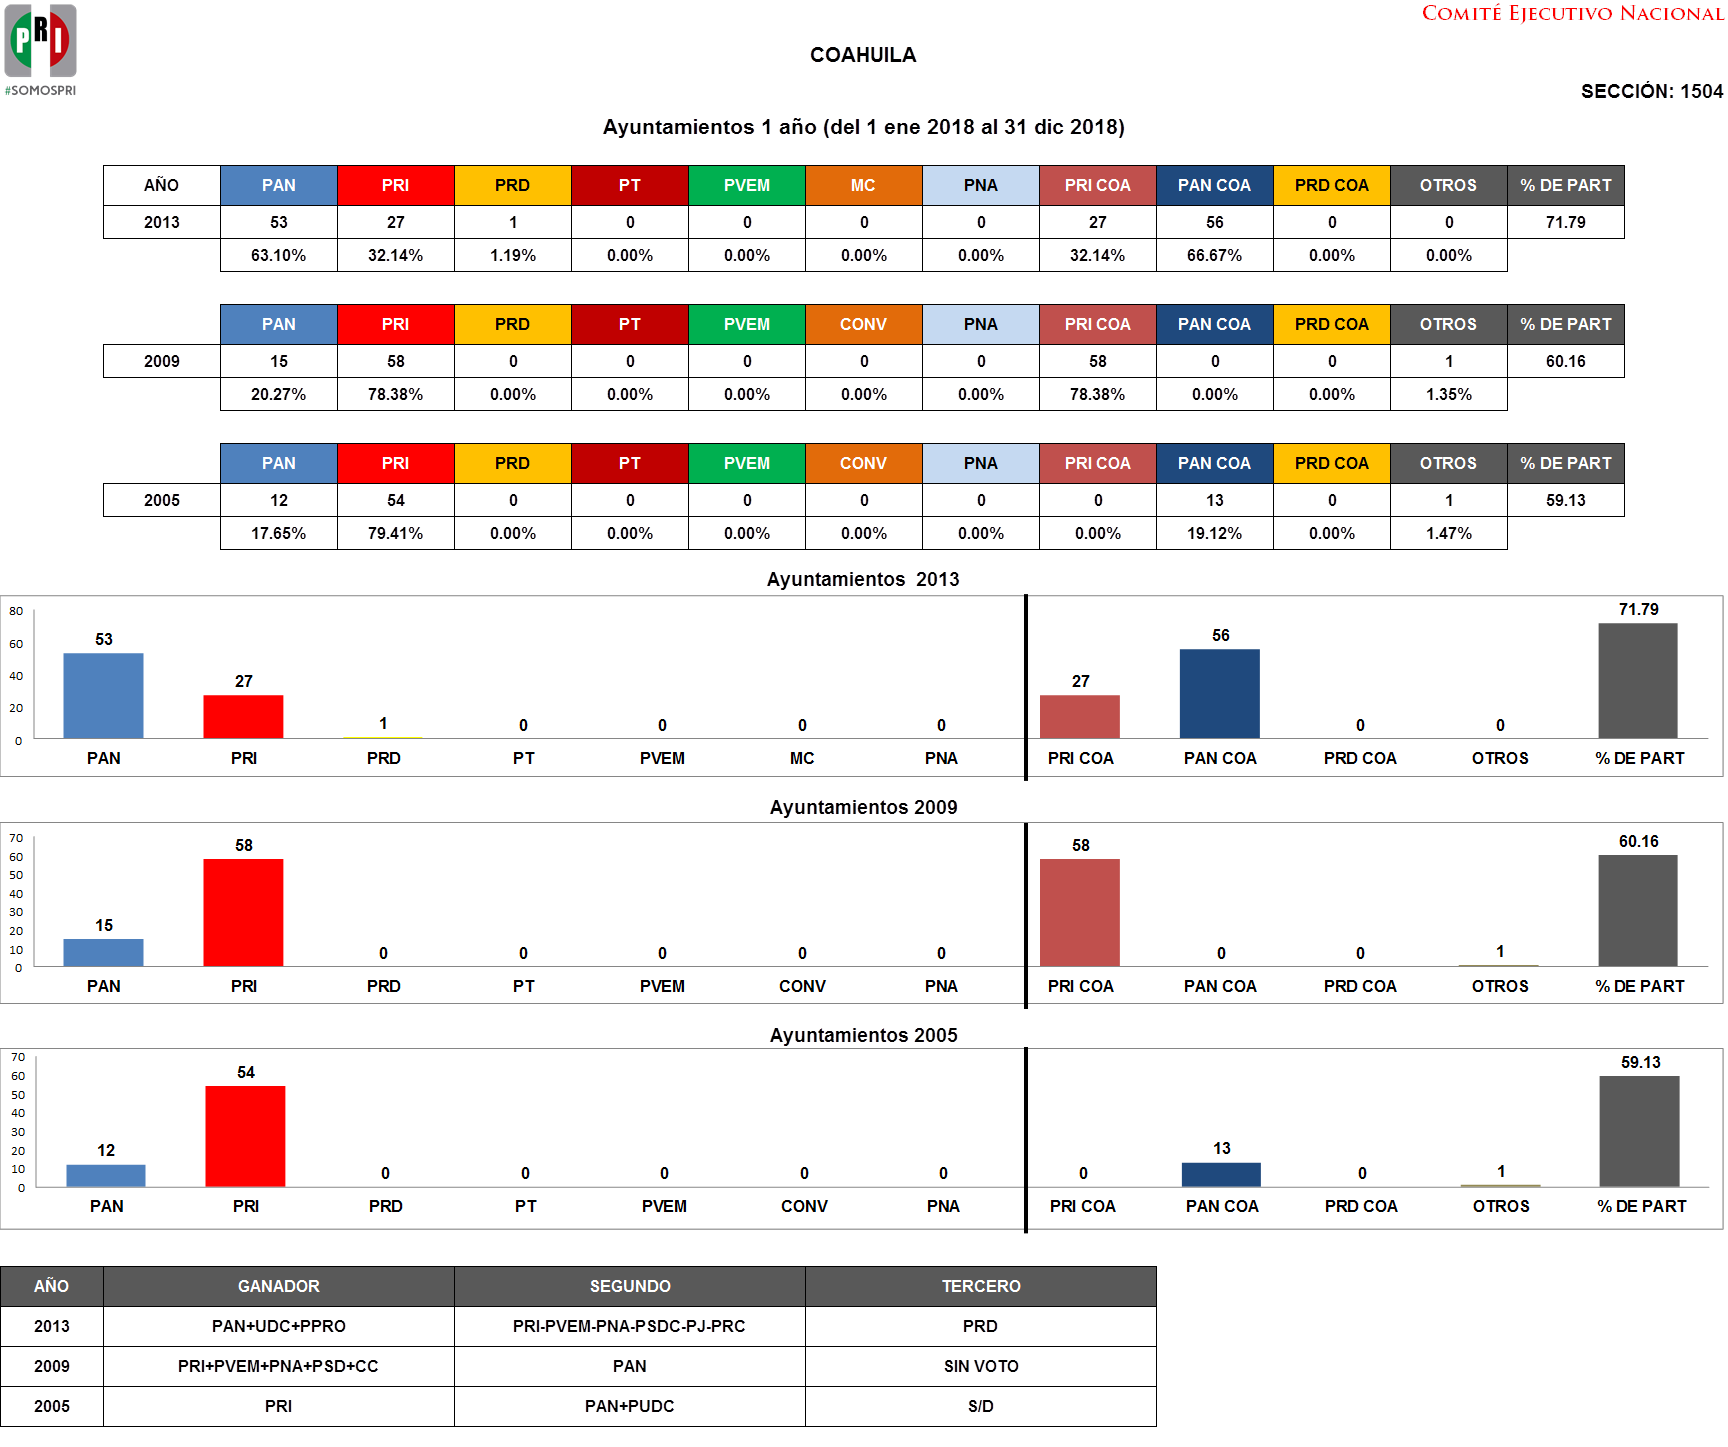 COMITÉ EJECUTIVO NACIONAL
PRI
#SOMOSPRI
COAHUILA
SECCIÓN: 1504
Ayuntamientos 1 año (del 1 ene 2018 al 31 dic 2018)
AÑO PAN PRI PRD PT PVEM MC PNA PRI COA PAN COA PRD COA OTROS % DE PART
2013 53 27 1 0 0 0 0 27 56 0 0 71.79
63.10% 32.14% 1.19% 0.00% 0.00% 0.00% 0.00% 32.14% 66.67% 0.00% 0.00%
PAN PRI PRD PT PVEM CONV PNA PRI COA PAN COA PRD COA OTROS % DE PART
2009 15 58 0 0 0 0 0 58 0 0 1 60.16
20.27% 78.38% 0.00% 0.00% 0.00% 0.00% 0.00% 78.38% 0.00% 0.00% 1.35%
PAN PRI PRD PT PVEM CONV PNA PRI COA PAN COA PRD COA OTROS % DE PART
2005 12 54 0 0 0 0 0 0 13 0 1 59.13
17.65% 79.41% 0.00% 0.00% 0.00% 0.00% 0.00% 0.00% 19.12% 0.00% 1.47%
Ayuntamientos 2013
80
60
40
20
0
53 27 1 0 0 0 0 27 56 0 0 71.79
PAN PRI PRD PT PVEM MC PNA PRI COA PAN COA PRD COA OTROS % DE PART
Ayuntamientos 2009
70
60
50
40
30
20
10
0
15 58 0 0 0 0 0 58 0 0 1 60.16
PAN PRI PRD PT PVEM CONV PNA PRI COA PAN COA PRD COA OTROS % DE PART
Ayuntamientos 2005
70
60
50
40
30
20
10
0
12 54 0 0 0 0 0 0 13 0 1 59.13
PAN PRI PRD PT PVEM CONV PNA PRI COA PAN COA PRD COA OTROS % DE PART
AÑO GANADOR SEGUNDO TERCERO
2013 PAN+UDC+PPRO PRI-PVEM-PNA-PSDC-PJ-PRC PRD
2009 PRI+PVEM+PNA+PSD+CC PAN SIN VOTO
2005 PRI PAN+PUDC S/D